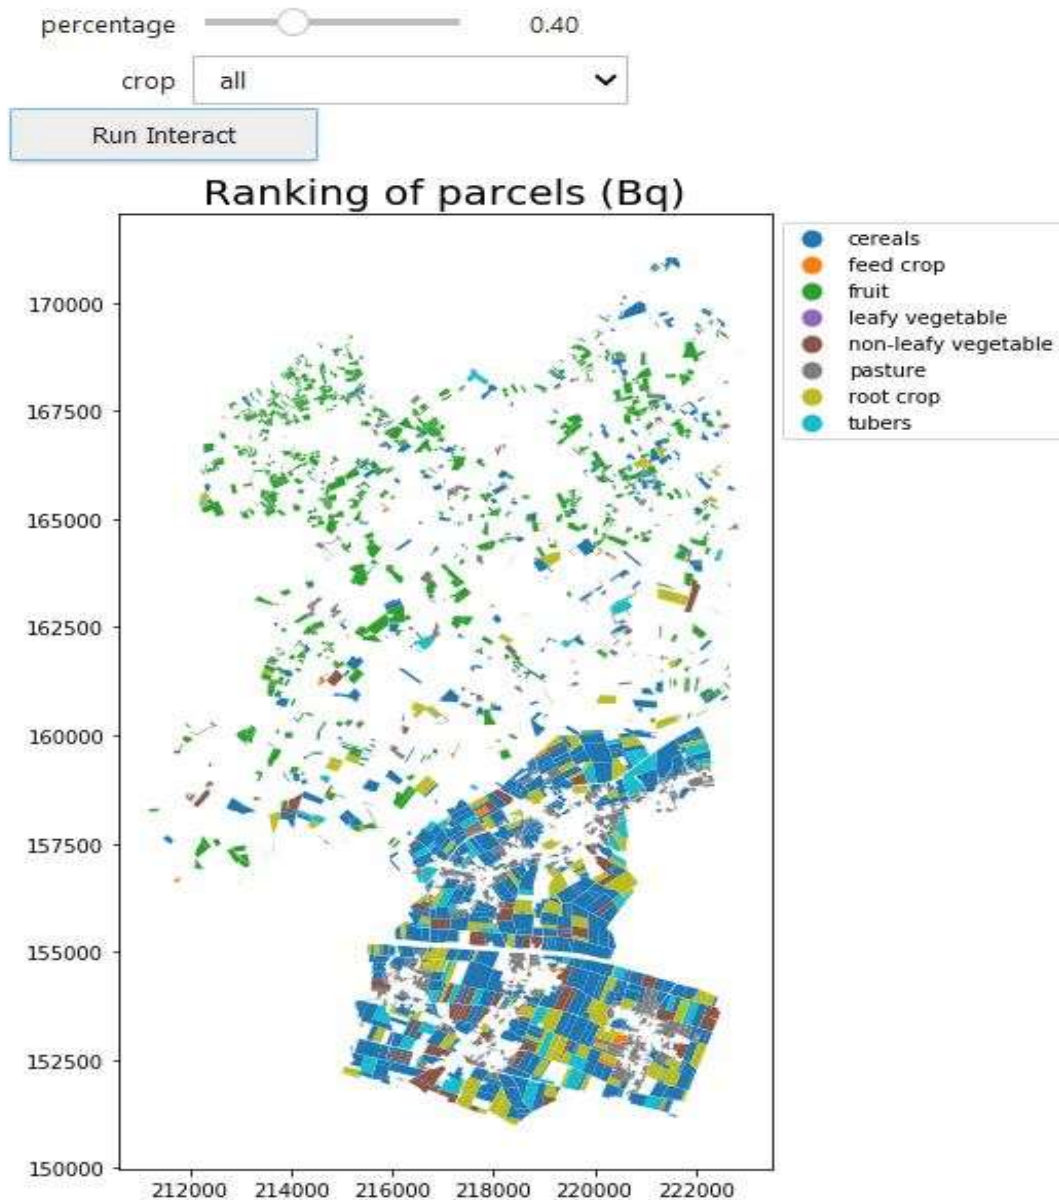 percentage 0.40
crop all
Run Interact
Ranking of parcels (Bq)
cereals
feed crop
fruit
leafy vegetable
non-leafy vegetable
pasture
root crop
tubers
170000
167500
165000
162500
160000
157500
155000
152500
150000
212000 214000 216000 218000 220000 222000